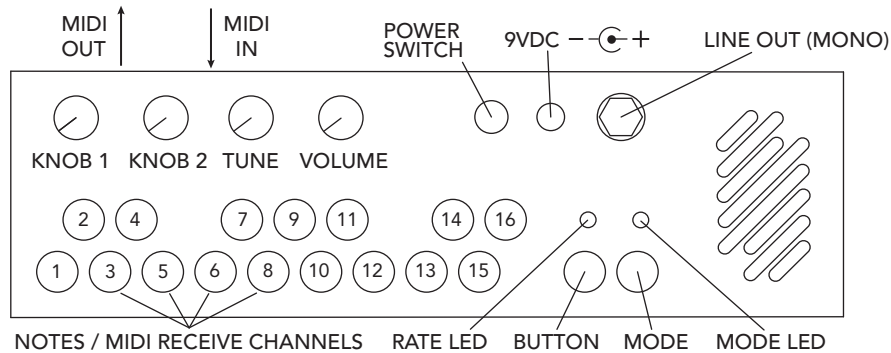 MIDI
OUT
MIDI
IN
POWER
SWITCH
9VDC - +
LINE OUT (MONO)
KNOB 1 KNOB 2 TUNE VOLUME
2 4 7 9 11 14 16
1 3 5 6 8 10 12 13 15
NOTES / MIDI RECEIVE CHANNELS RATE LED BUTTON MODE MODE LED